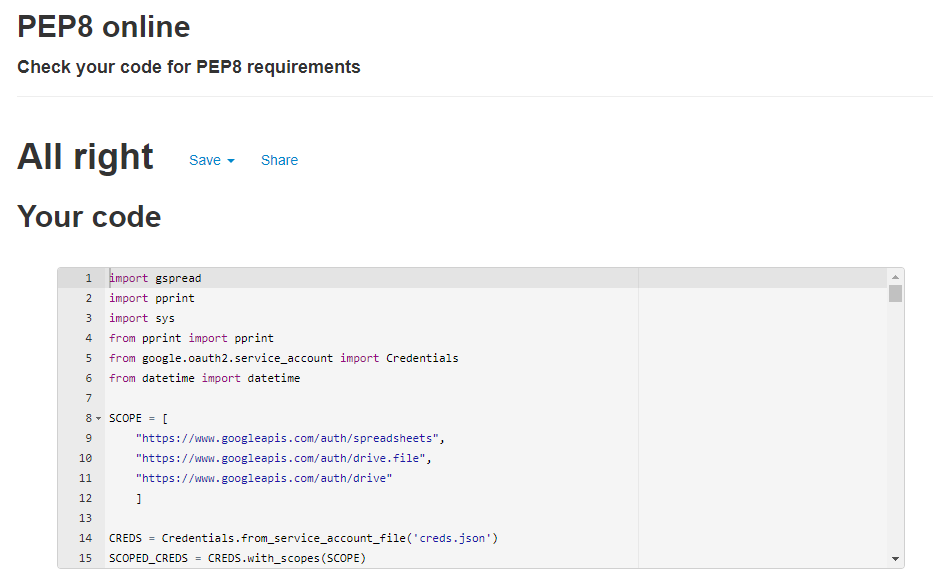 PEP8 online
Check your code for PEP8 requirements
All right Save Share
Your code
1 import gspread
2 import pprint
3 import sys
4 from pprint import pprint
5 from google.oauth2.service_account import Credentials
6 from datetime import datetime
7
8 SCOPE = [
9     "https://www.googleapis.com/auth/spreadsheets",
10     "https://www.googleapis.com/auth/drive.file",
11     "https://www.googleapis.com/auth/drive"
12     ]
13
14 CREDS = Credentials.from_service_account_file('creds.json')
15 SCOPED_CREDS = CREDS.with_scopes(SCOPE)